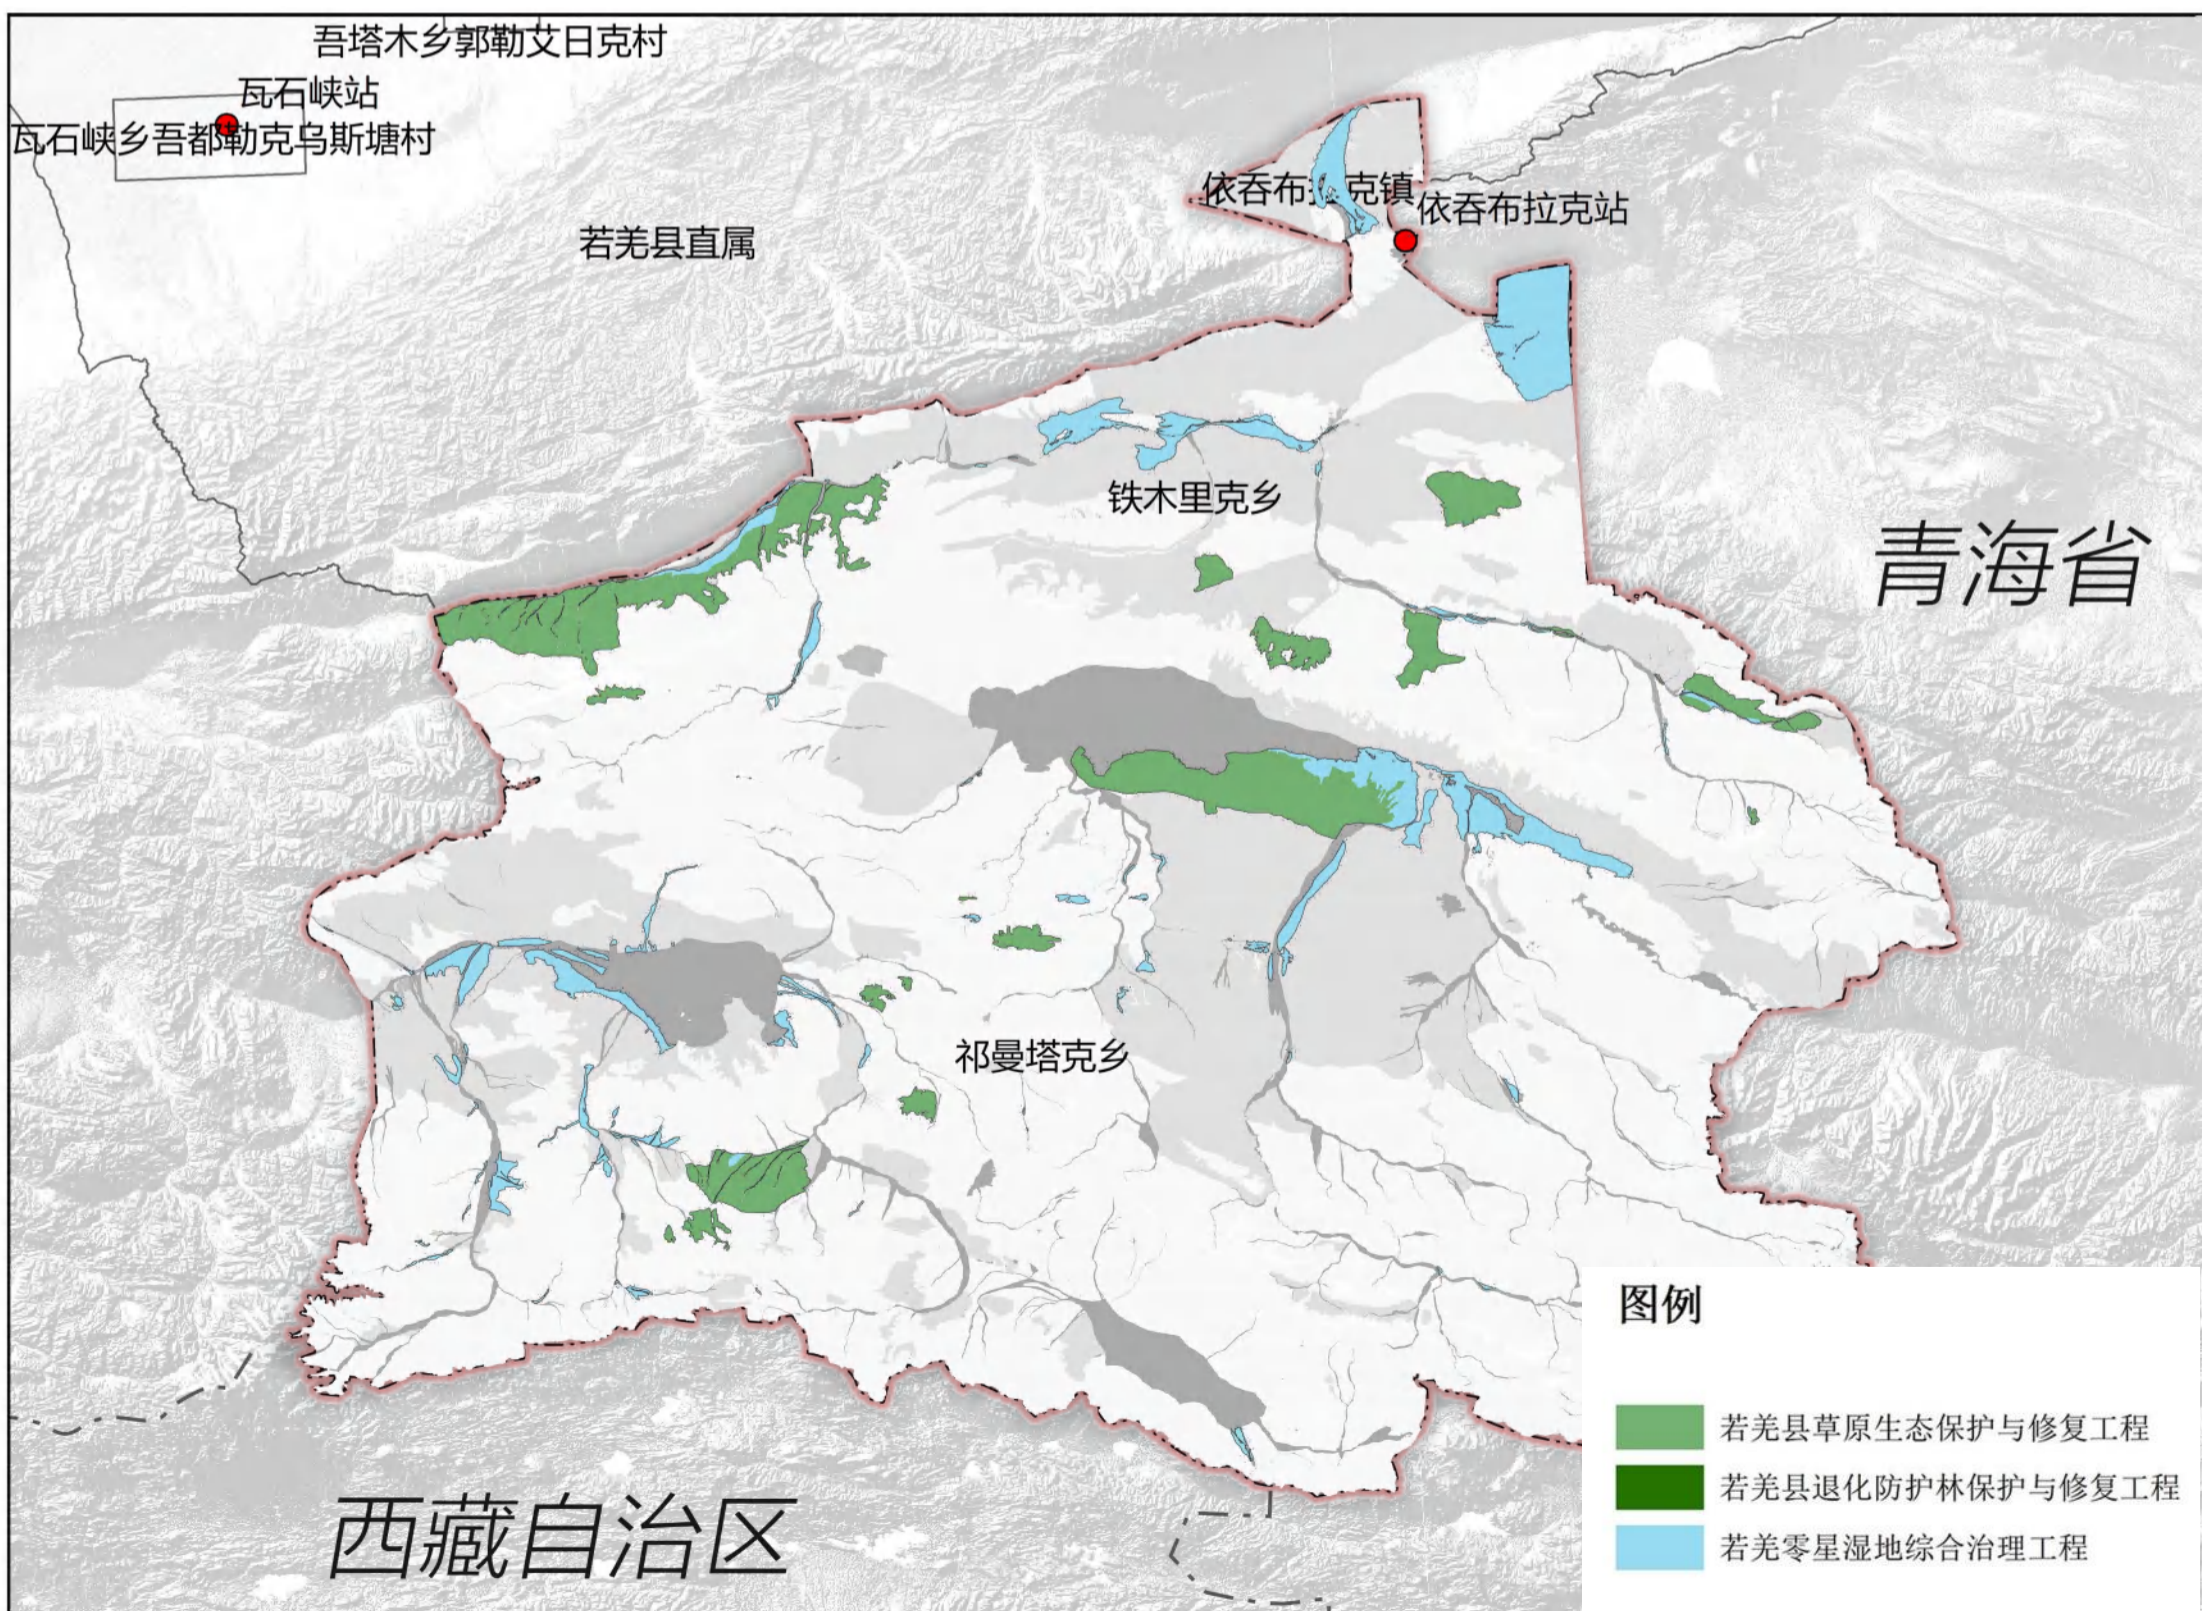 吾塔木乡郭勒艾日克村
瓦石峡站
瓦石峡乡吾都勒克乌斯塘村
依吞布拉克镇
依吞布拉克站
若羌县直属
铁木里克乡
青海省
祁曼塔克乡
西藏自治区
图例
若羌县草原生态保护与修复工程
若羌县退化防护林保护与修复工程
若羌零星湿地综合治理工程